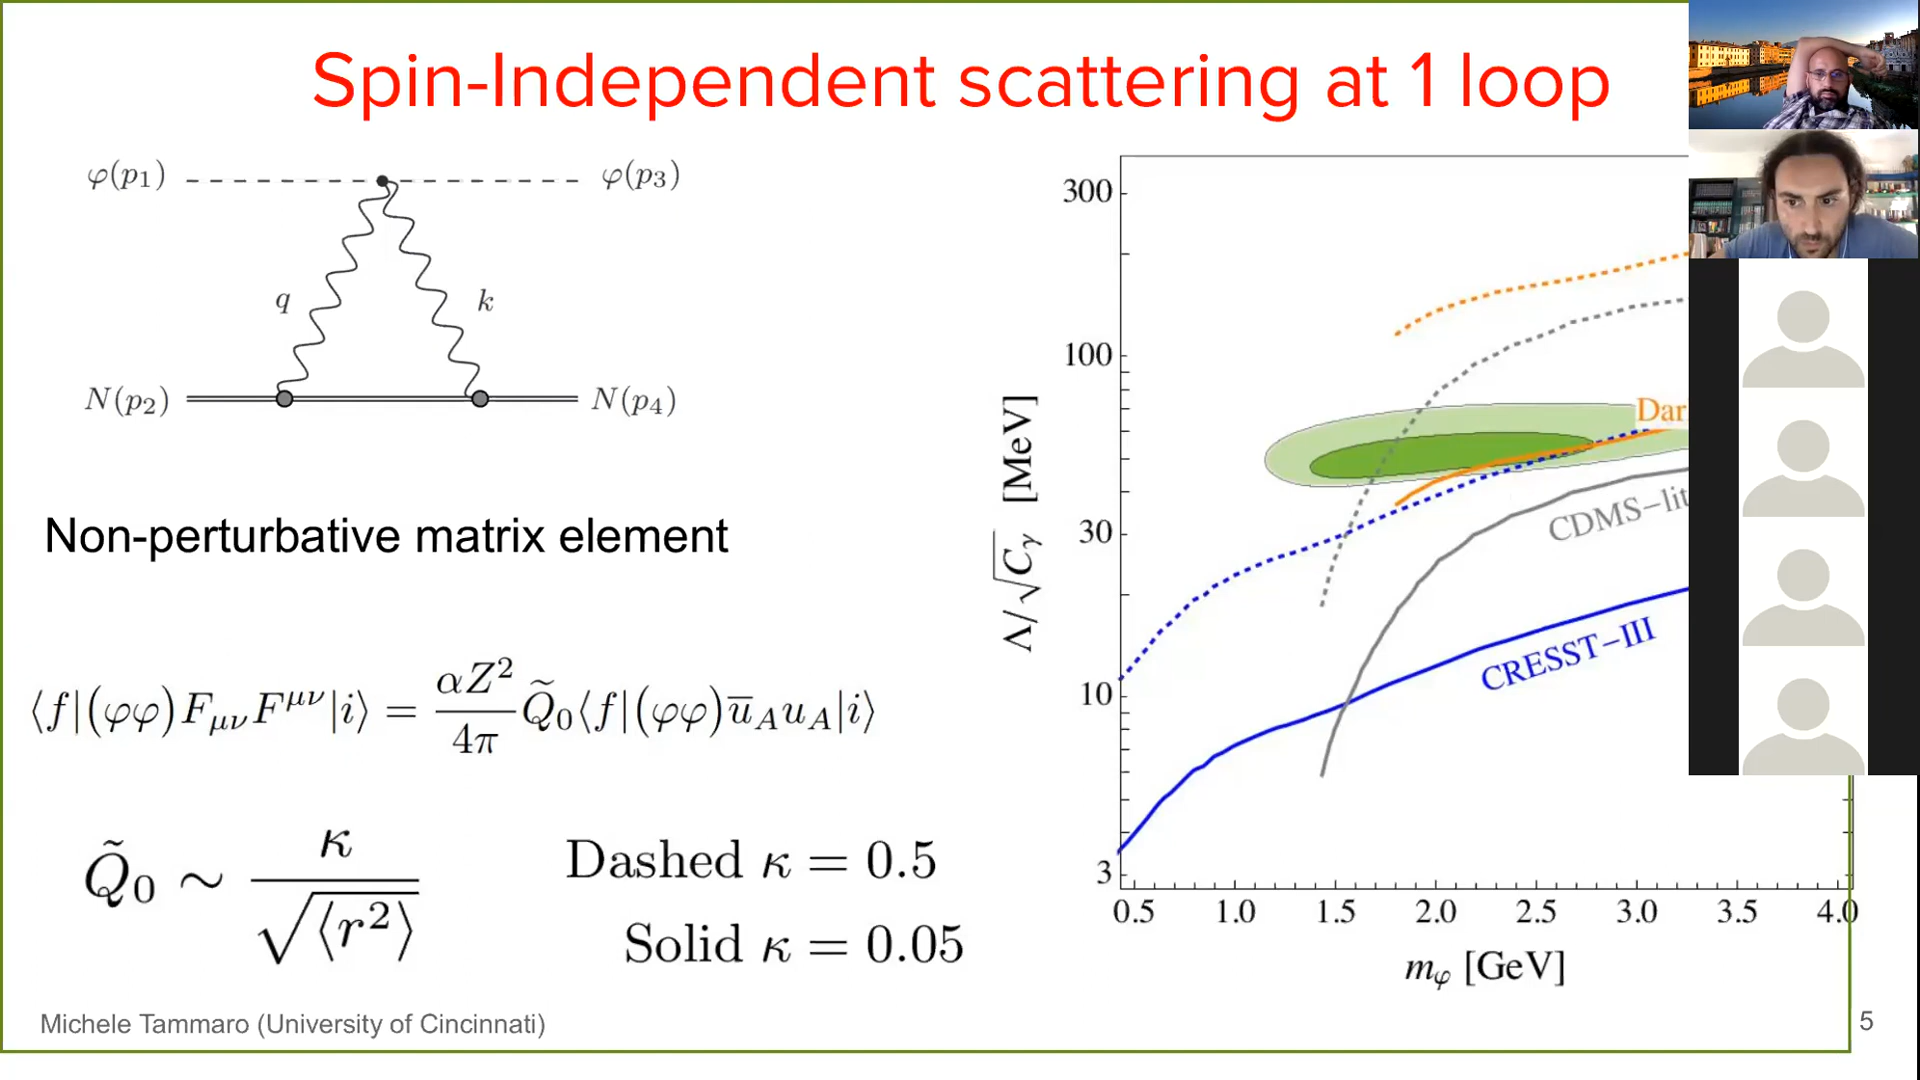 Spin-Independent scattering at 1 loop
φ(p₁)
φ(p₃)
q
k
N(p₂)
N(p₄)
Non-perturbative matrix element
⟨f|(φφ)F_{μν}F^{μν}|i⟩ = \frac{αZ²}{4π} Q̃₀⟨f|(φφ)ū_A u_A|i⟩
Q̃₀ ∼ \frac{κ}{√⟨r²⟩}
Dashed κ = 0.5
Solid κ = 0.05
Λ/√C_γ [MeV]
300
100
30
10
3
CDMS-lit
CRESST-III
0.5 1.0 1.5 2.0 2.5 3.0 3.5 4.0
m_φ [GeV]
Michele Tammaro (University of Cincinnati)
5